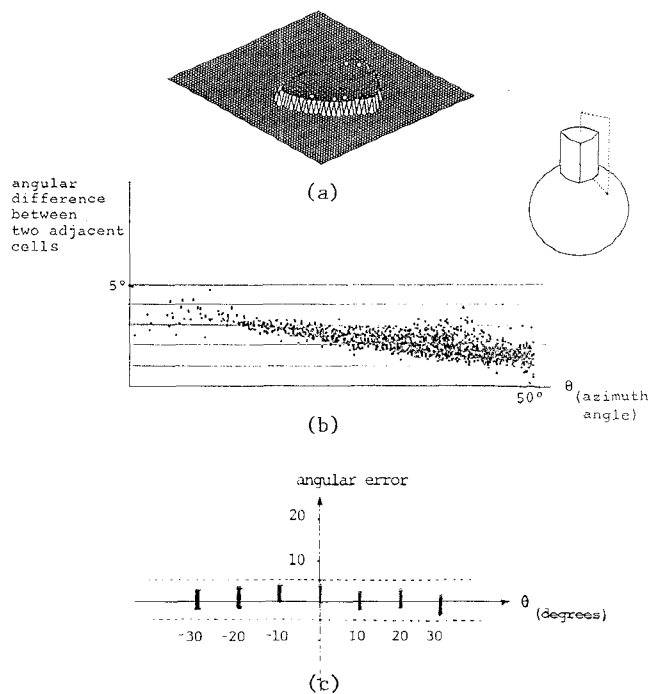 (a)
angular
difference
between
two adjacent
cells
5°
50°
θ
(azimuth
angle)
(b)
angular error
20
10
θ
(degrees)
-30 -20 -10 10 20 30
(c)